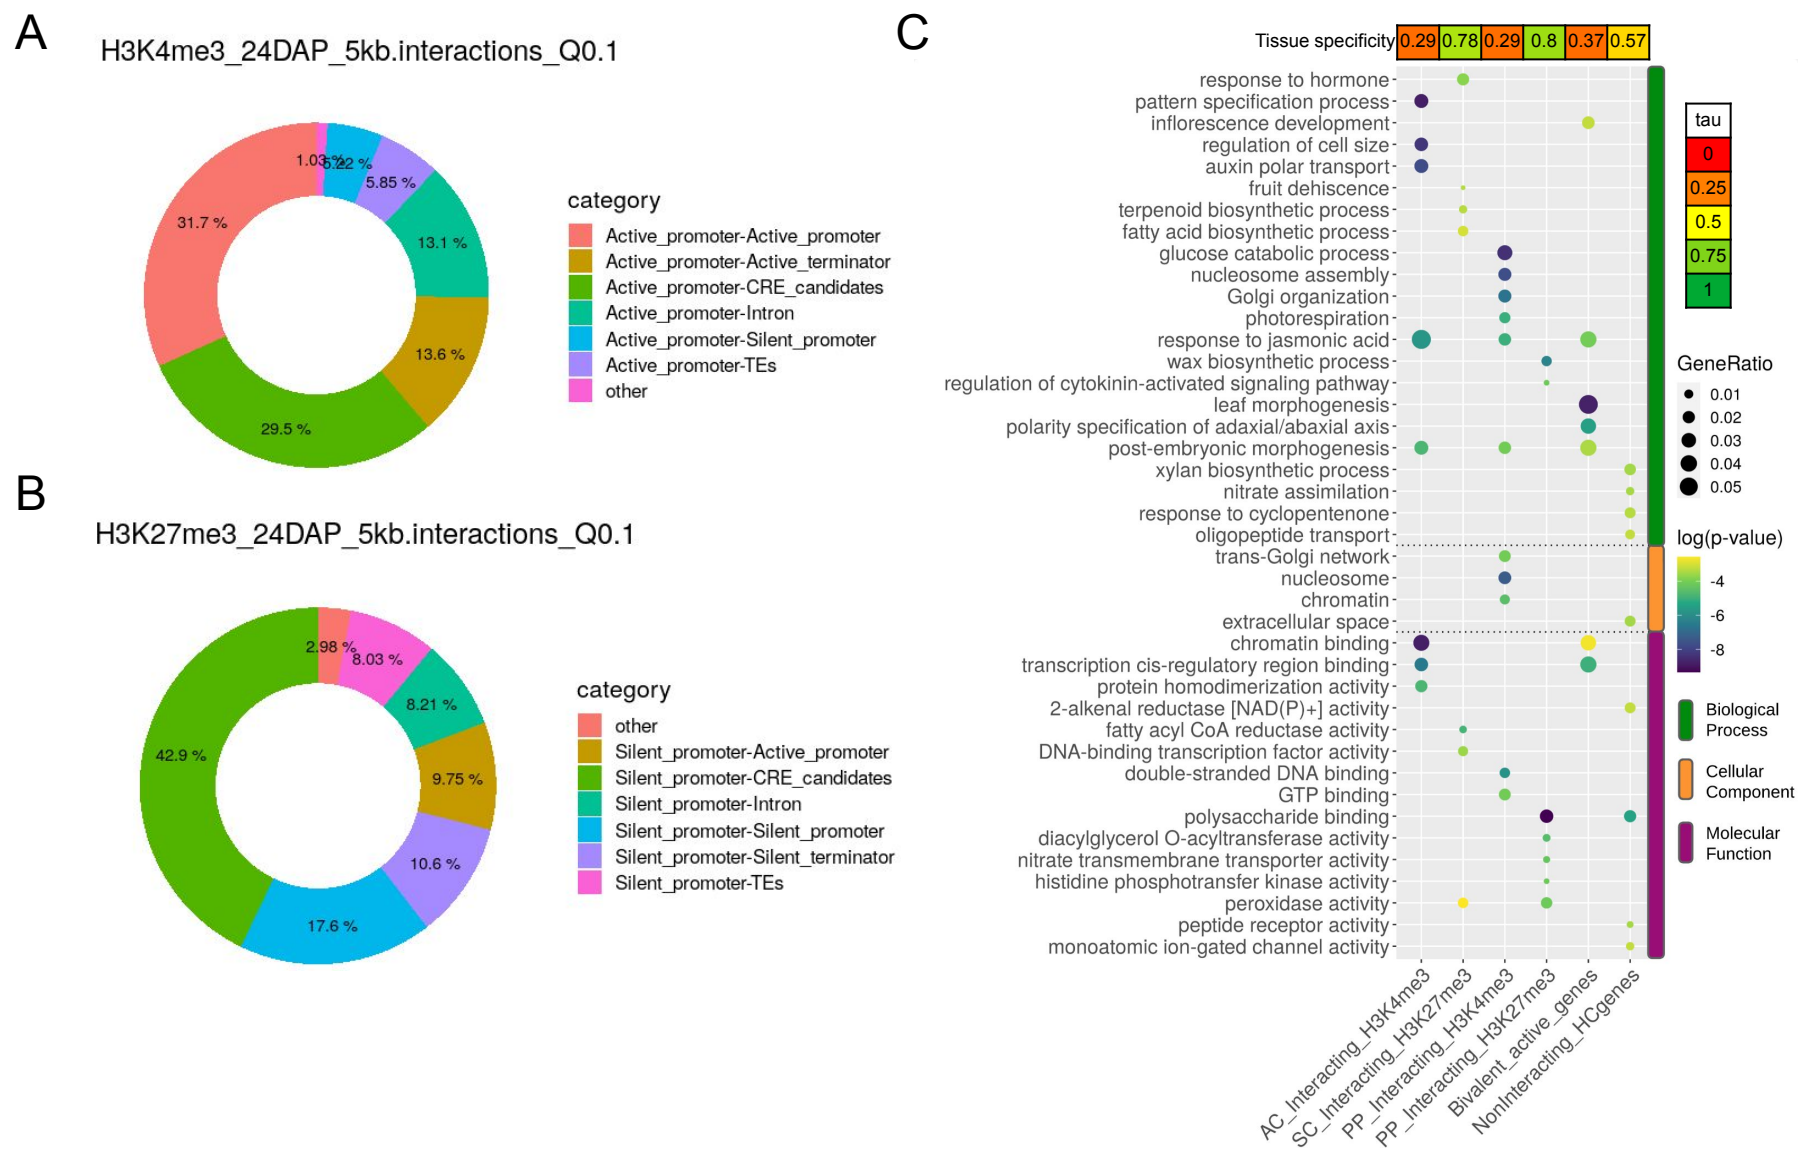 A
H3K4me3_24DAP_5kb.interactions_Q0.1
1.03 %
5.22 %
5.85 %
13.1 %
13.6 %
29.5 %
31.7 %
category
Active_promoter-Active_promoter
Active_promoter-Active_terminator
Active_promoter-CRE_candidates
Active_promoter-Intron
Active_promoter-Silent_promoter
Active_promoter-TEs
other
B
H3K27me3_24DAP_5kb.interactions_Q0.1
2.98 %
8.03 %
8.21 %
9.75 %
10.6 %
17.6 %
42.9 %
category
other
Silent_promoter-Active_promoter
Silent_promoter-CRE_candidates
Silent_promoter-Intron
Silent_promoter-Silent_promoter
Silent_promoter-Silent_terminator
Silent_promoter-TEs
C
Tissue specificity 0.29 0.78 0.29 0.8 0.37 0.57
response to hormone
pattern specification process
inflorescence development
regulation of cell size
auxin polar transport
fruit dehiscence
terpenoid biosynthetic process
fatty acid biosynthetic process
glucose catabolic process
nucleosome assembly
Golgi organization
photorespiration
response to jasmonic acid
wax biosynthetic process
regulation of cytokinin-activated signaling pathway
leaf morphogenesis
polarity specification of adaxial/abaxial axis
post-embryonic morphogenesis
xylan biosynthetic process
nitrate assimilation
response to cyclopentenone
oligopeptide transport
trans-Golgi network
nucleosome
chromatin
extracellular space
chromatin binding
transcription cis-regulatory region binding
protein homodimerization activity
2-alkenal reductase [NAD(P)+] activity
fatty acyl CoA reductase activity
DNA-binding transcription factor activity
double-stranded DNA binding
GTP binding
polysaccharide binding
diacylglycerol O-acyltransferase activity
nitrate transmembrane transporter activity
histidine phosphotransfer kinase activity
peroxidase activity
peptide receptor activity
monoatomic ion-gated channel activity
AC_Interacting_H3K4me3
SC_Interacting_H3K27me3
PP_Interacting_H3K4me3
PP_Interacting_H3K27me3
Bivalent_active_genes
NonInteracting_HCgenes
tau
0
0.25
0.5
0.75
1
GeneRatio
0.01
0.02
0.03
0.04
0.05
log(p-value)
-4
-6
-8
Biological
Process
Cellular
Component
Molecular
Function